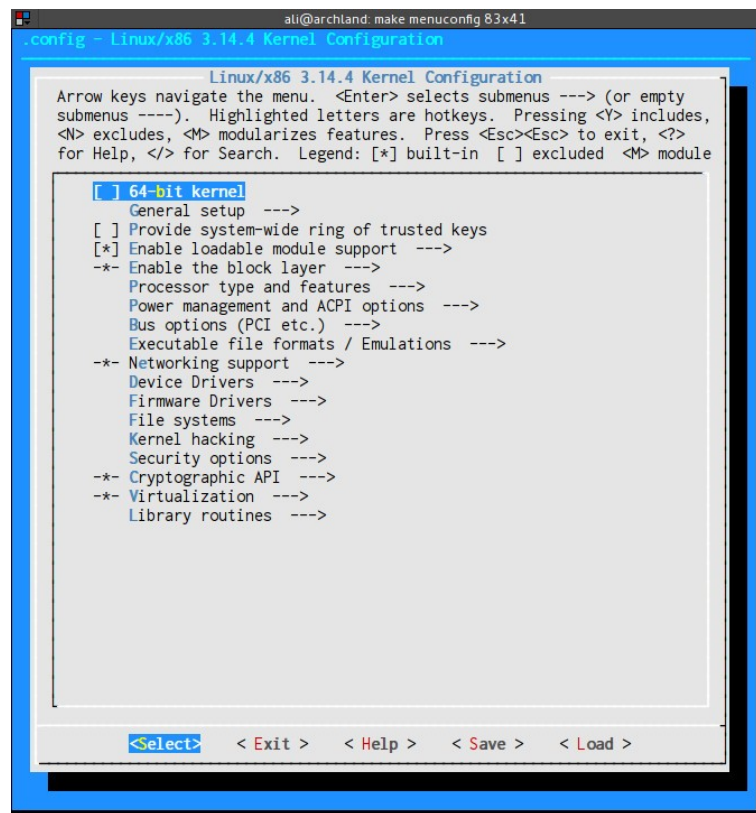 ali@archland: make menuconfig 83x41
.config - Linux/x86 3.14.4 Kernel Configuration
Linux/x86 3.14.4 Kernel Configuration
Arrow keys navigate the menu.  <Enter> selects submenus ---> (or empty
submenus ----).  Highlighted letters are hotkeys.  Pressing <Y> includes,
<N> excludes, <M> modularizes features.  Press <Esc><Esc> to exit, <?>
for Help, </> for Search.  Legend: [*] built-in  [ ] excluded  <M> module
[ ] 64-bit kernel
General setup  --->
[ ] Provide system-wide ring of trusted keys
[*] Enable loadable module support  --->
-*- Enable the block layer  --->
Processor type and features  --->
Power management and ACPI options  --->
Bus options (PCI etc.)  --->
Executable file formats / Emulations  --->
-*- Networking support  --->
Device Drivers  --->
Firmware Drivers  --->
File systems  --->
Kernel hacking  --->
Security options  --->
-*- Cryptographic API  --->
-*- Virtualization  --->
Library routines  --->
<Select>    < Exit >    < Help >    < Save >    < Load >